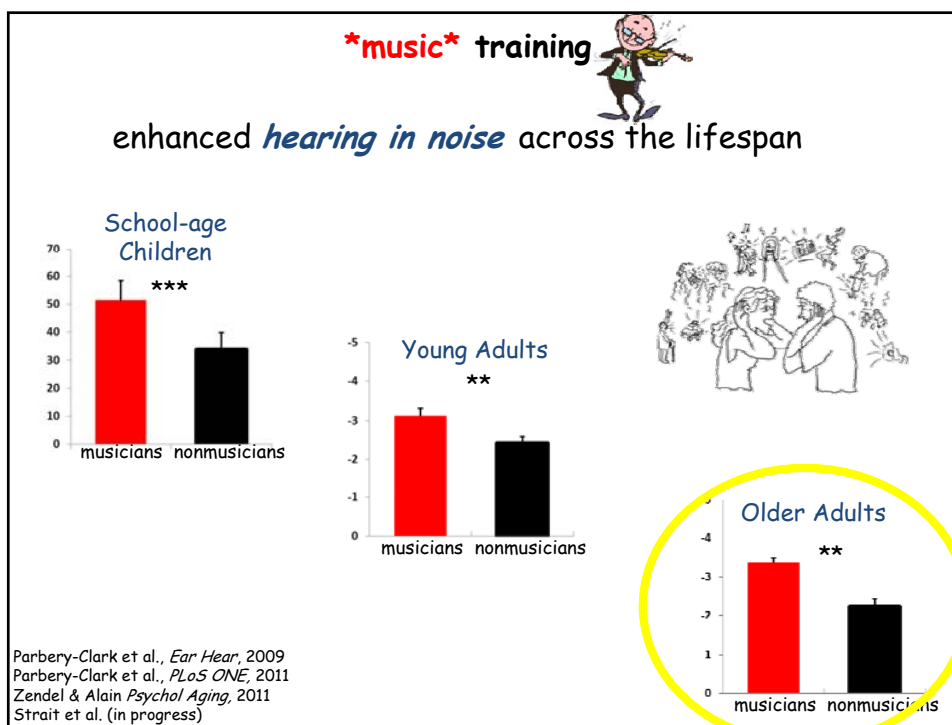 *music* training
enhanced hearing in noise across the lifespan
School-age
Children
70
60
50
40
30
20
10
0
***
musicians nonmusicians
Young Adults
-5
-4
-3
-2
-1
0
**
musicians nonmusicians
Older Adults
-4
-3
-2
1
0
**
musicians nonmusicians
Parbery-Clark et al., Ear Hear, 2009
Parbery-Clark et al., PLoS ONE, 2011
Zendel & Alain Psychol Aging, 2011
Strait et al. (in progress)